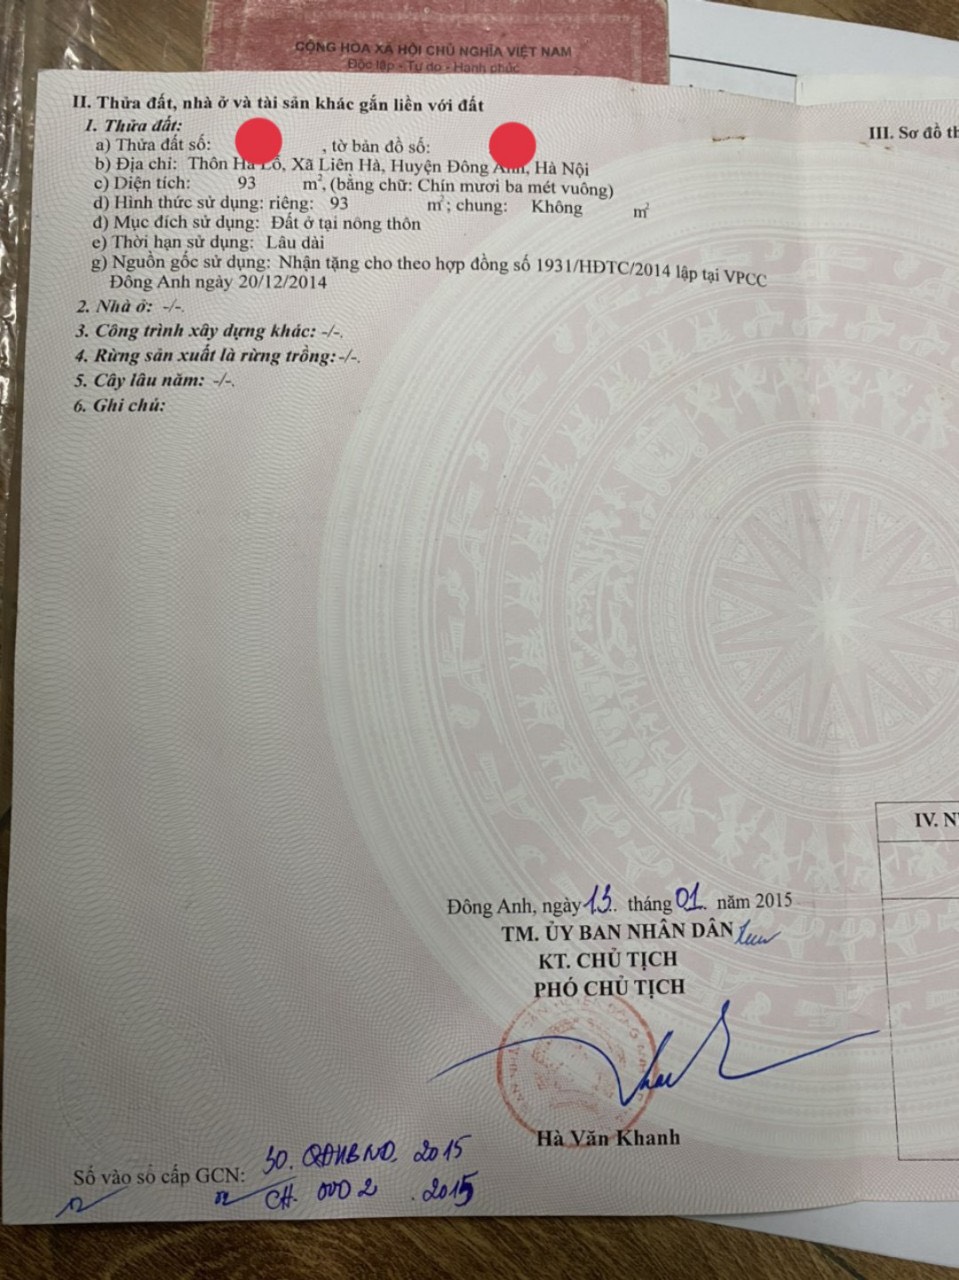 CỘNG HÒA XÃ HỘI CHỦ NGHĨA VIỆT NAM
Độc lập - Tự do - Hạnh phúc
II. Thửa đất, nhà ở và tài sản khác gắn liền với đất
1. Thửa đất:
a) Thửa đất số: , tờ bản đồ số:
b) Địa chỉ: Thôn Hà Lỗ, Xã Liên Hà, Huyện Đông Anh, Hà Nội
c) Diện tích: 93 m², (bằng chữ: Chín mươi ba mét vuông)
d) Hình thức sử dụng: riêng: 93 m²; chung: Không m²
đ) Mục đích sử dụng: Đất ở tại nông thôn
e) Thời hạn sử dụng: Lâu dài
g) Nguồn gốc sử dụng: Nhận tặng cho theo hợp đồng số 1931/HĐTC/2014 lập tại VPCC
Đông Anh ngày 20/12/2014
2. Nhà ở: -/-.
3. Công trình xây dựng khác: -/-.
4. Rừng sản xuất là rừng trồng: -/-.
5. Cây lâu năm: -/-.
6. Ghi chú:
III. Sơ đồ th
IV. N
Đông Anh, ngày 13. tháng 01. năm 2015
TM. ỦY BAN NHÂN DÂN
KT. CHỦ TỊCH
PHÓ CHỦ TỊCH
Hà Văn Khanh
Số vào sổ cấp GCN: 2015
CH. 0002 . 2015